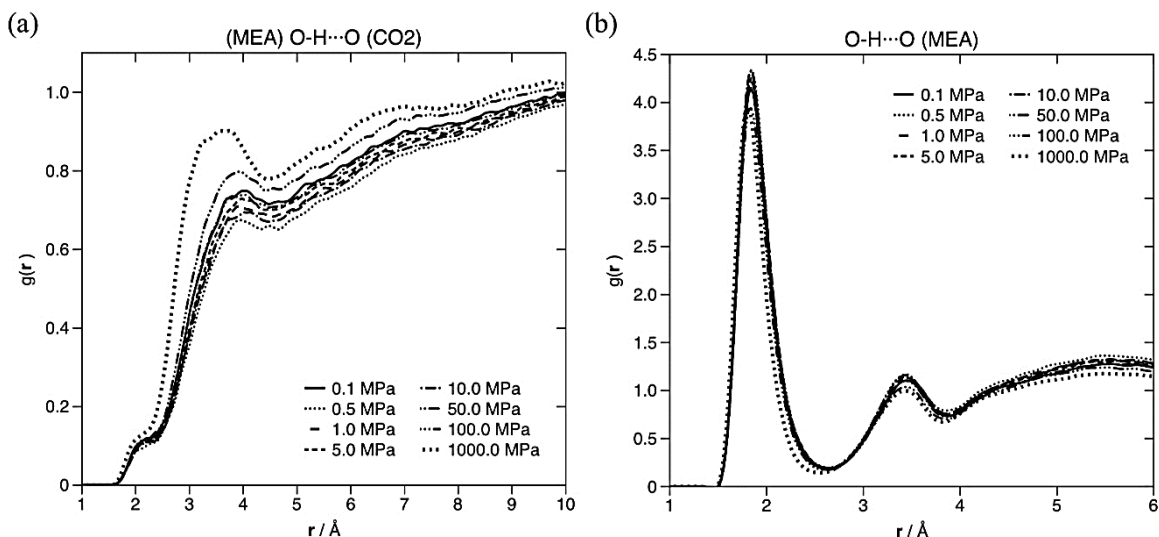 (a)
(MEA) O-H···O (CO2)
g(r)
1.0
0.8
0.6
0.4
0.2
0
0.1 MPa 10.0 MPa
0.5 MPa 50.0 MPa
1.0 MPa 100.0 MPa
5.0 MPa 1000.0 MPa
1 2 3 4 5 6 7 8 9 10
r / Å
(b)
O-H···O (MEA)
g(r)
4.5
4.0
3.5
3.0
4.5
2.0
1.5
1.0
0.5
0
0.1 MPa 10.0 MPa
0.5 MPa 50.0 MPa
1.0 MPa 100.0 MPa
5.0 MPa 1000.0 MPa
1 2 3 4 5 6
r / Å